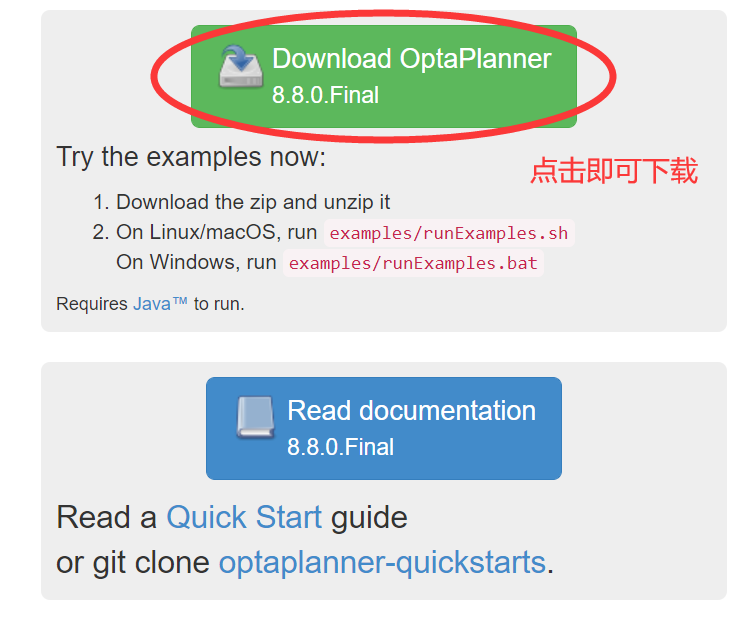 Download OptaPlanner
8.8.0.Final
Try the examples now:
点击即可下载
1. Download the zip and unzip it
2. On Linux/macOS, run examples/runExamples.sh
On Windows, run examples/runExamples.bat
Requires Java™ to run.
Read documentation
8.8.0.Final
Read a Quick Start guide
or git clone optaplanner-quickstarts.